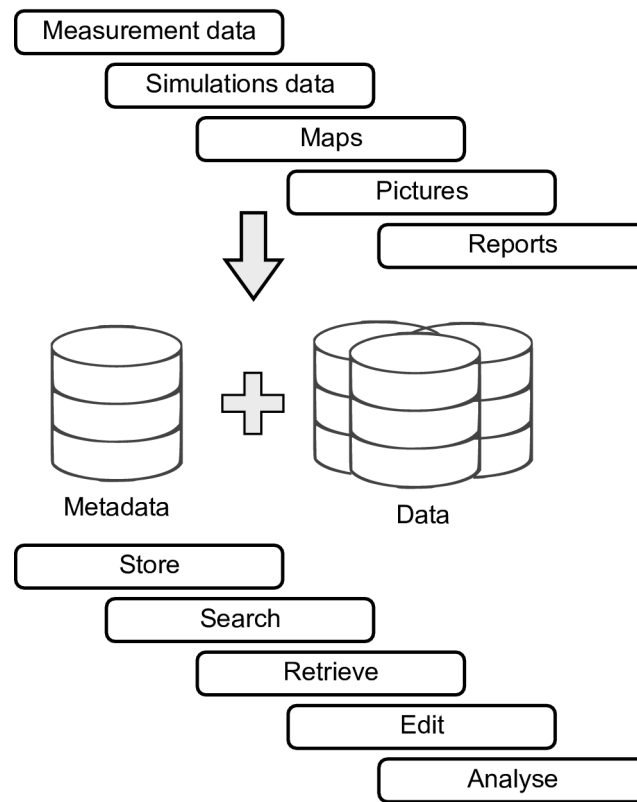 Measurement data
Simulations data
Maps
Pictures
Reports
Metadata
Data
Store
Search
Retrieve
Edit
Analyse